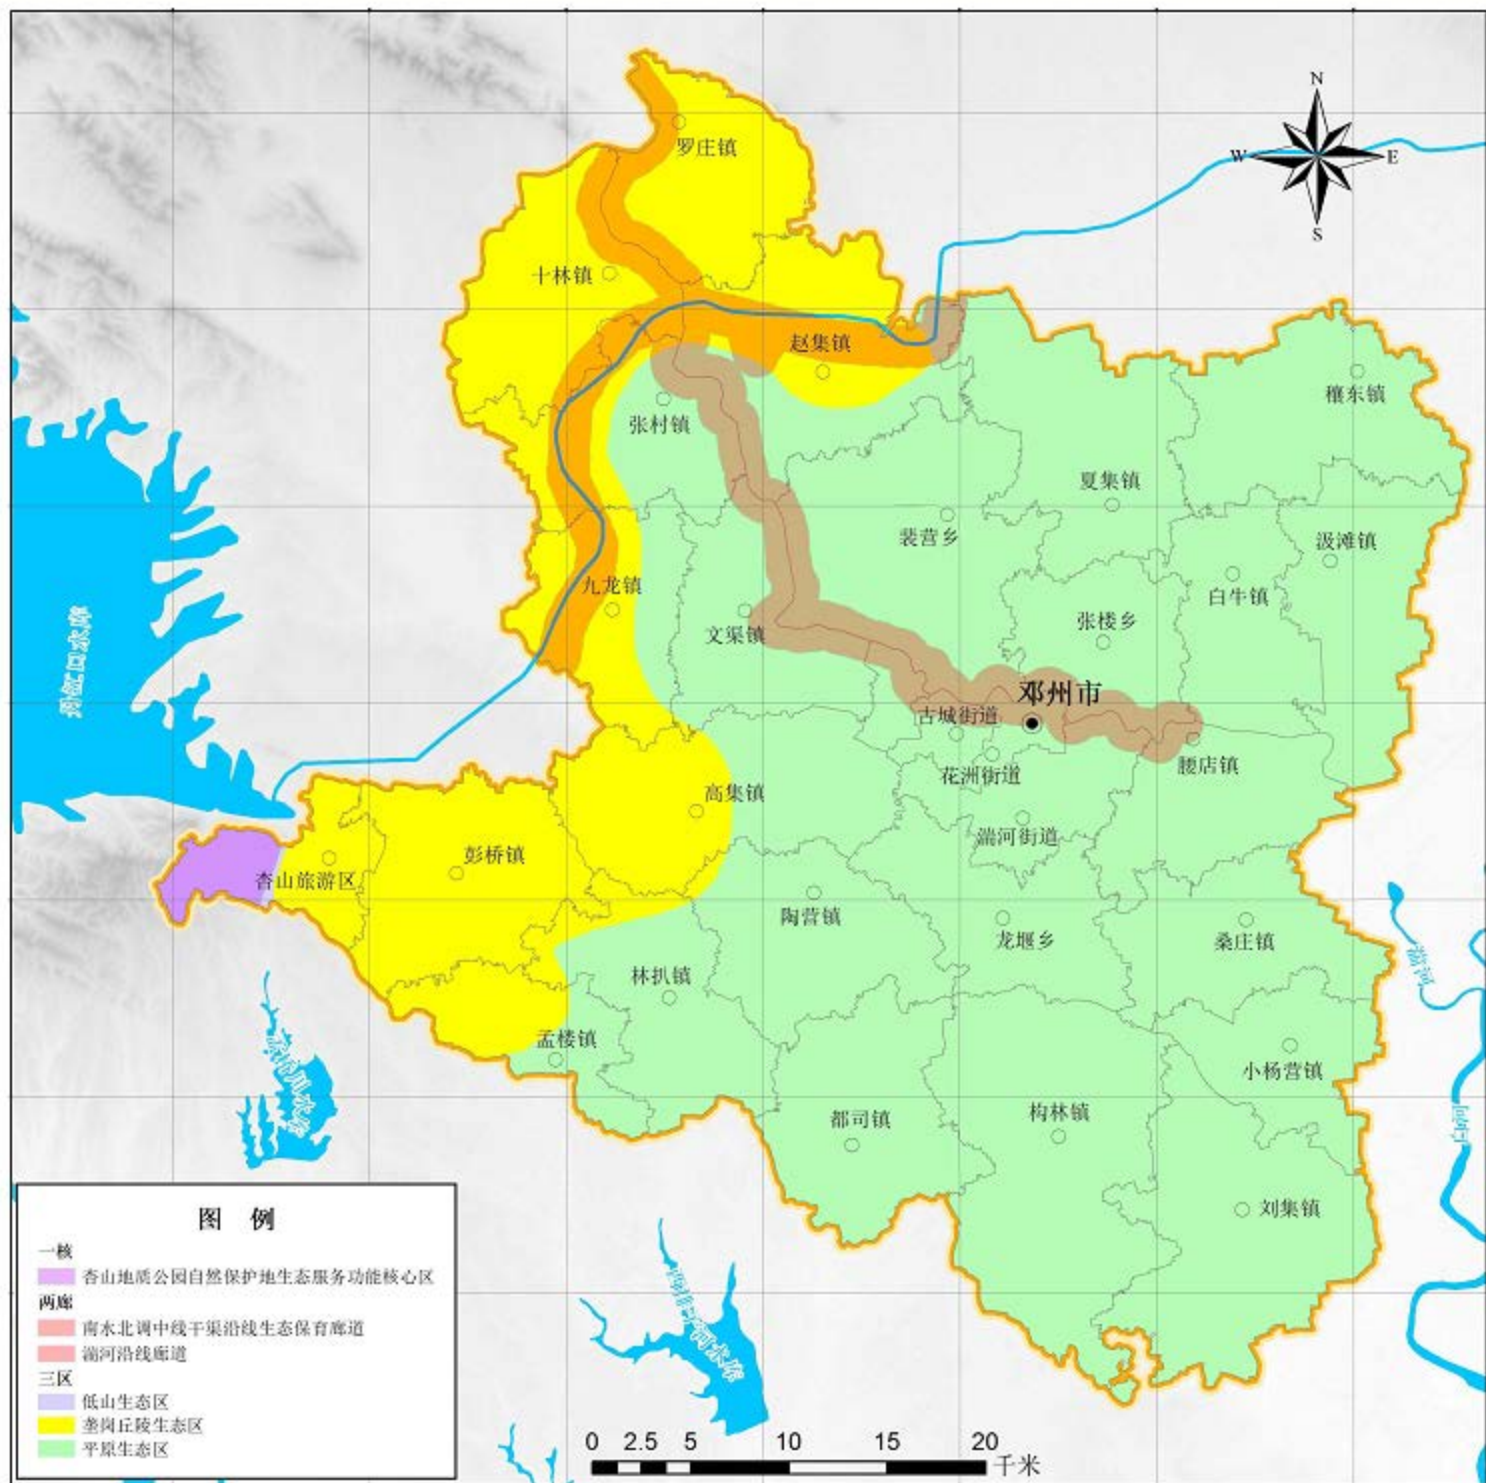 N
W
E
S
罗庄镇
十林镇
赵集镇
穰东镇
张村镇
夏集镇
裴营乡
汲滩镇
九龙镇
白牛镇
文渠镇
张楼乡
丹江口水库
邓州市
古城街道
腰店镇
花洲街道
高集镇
湍河街道
彭桥镇
杏山旅游区
陶营镇
龙堰乡
桑庄镇
湍河
林扒镇
孟楼镇
小杨营镇
都司镇
构林镇
刘集镇
图 例
一核
杏山地质公园自然保护地生态服务功能核心区
两廊
南水北调中线干渠沿线生态保育廊道
湍河沿线廊道
三区
低山生态区
垄岗丘陵生态区
平原生态区
0 2.5 5 10 15 20
千米